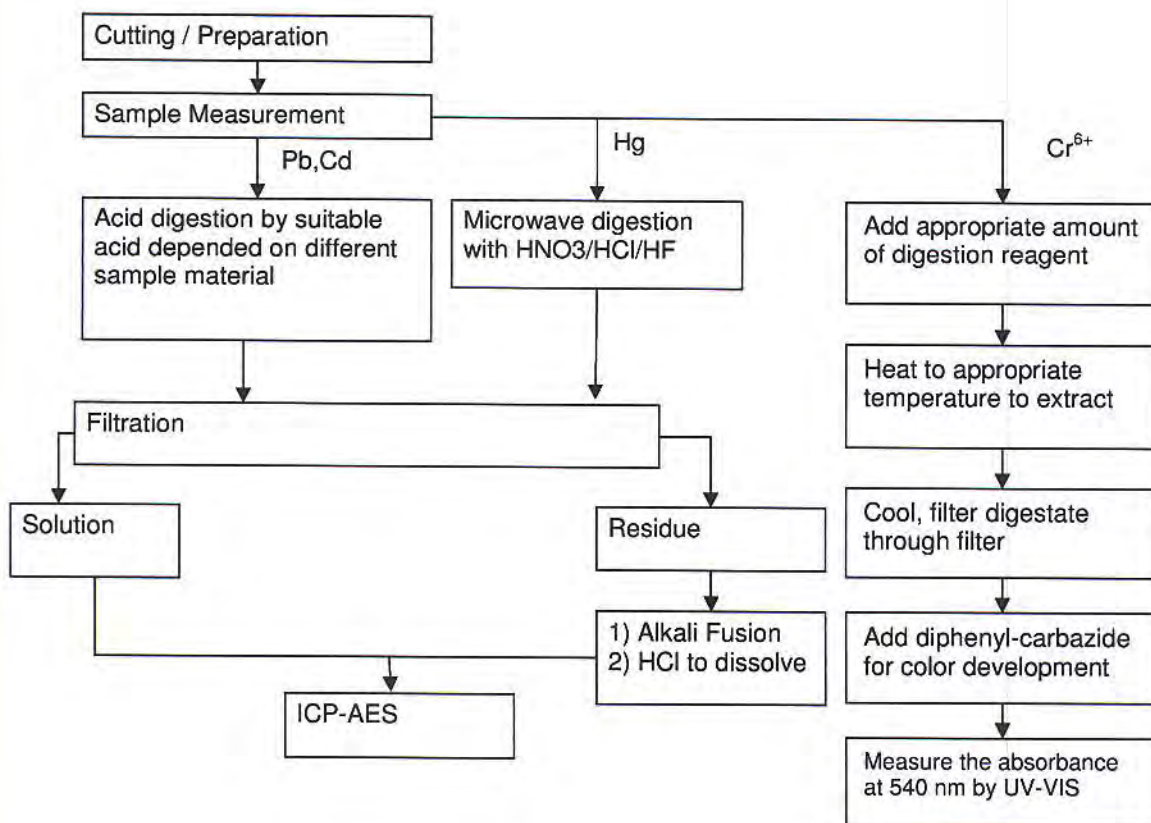 Cutting / Preparation
Sample Measurement
Pb,Cd
Hg
Cr⁶⁺
Acid digestion by suitable
acid depended on different
sample material
Microwave digestion
with HNO3/HCl/HF
Add appropriate amount
of digestion reagent
Heat to appropriate
temperature to extract
Filtration
Solution
Residue
Cool, filter digestate
through filter
1) Alkali Fusion
2) HCl to dissolve
Add diphenyl-carbazide
for color development
ICP-AES
Measure the absorbance
at 540 nm by UV-VIS